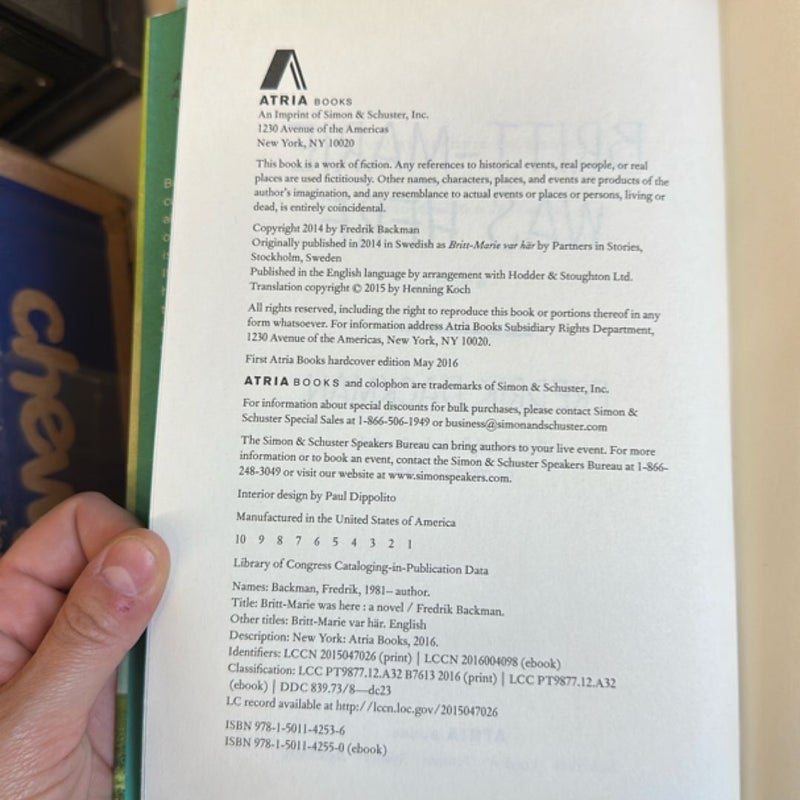 ATRIA BOOKS
An Imprint of Simon & Schuster, Inc.
1230 Avenue of the Americas
New York, NY 10020
This book is a work of fiction. Any references to historical events, real people, or real
places are used fictitiously. Other names, characters, places, and events are products of the
author's imagination, and any resemblance to actual events or places or persons, living or
dead, is entirely coincidental.
Copyright 2014 by Fredrik Backman
Originally published in 2014 in Swedish as Britt-Marie var här by Partners in Stories,
Stockholm, Sweden
Published in the English language by arrangement with Hodder & Stoughton Ltd.
Translation copyright © 2015 by Henning Koch
All rights reserved, including the right to reproduce this book or portions thereof in any
form whatsoever. For information address Atria Books Subsidiary Rights Department,
1230 Avenue of the Americas, New York, NY 10020.
First Atria Books hardcover edition May 2016
ATRIA BOOKS and colophon are trademarks of Simon & Schuster, Inc.
For information about special discounts for bulk purchases, please contact Simon &
Schuster Special Sales at 1-866-506-1949 or business@simonandschuster.com
The Simon & Schuster Speakers Bureau can bring authors to your live event. For more
information or to book an event, contact the Simon & Schuster Speakers Bureau at 1-866-
248-3049 or visit our website at www.simonspeakers.com.
Interior design by Paul Dippolito
Manufactured in the United States of America
10 9 8 7 6 5 4 3 2 1
Library of Congress Cataloging-in-Publication Data
Names: Backman, Fredrik, 1981– author.
Title: Britt-Marie was here : a novel / Fredrik Backman.
Other titles: Britt-Marie var här. English
Description: New York: Atria Books, 2016.
Identifiers: LCCN 2015047026 (print) | LCCN 2016004098 (ebook)
Classification: LCC PT9877.12.A32 B7613 2016 (print) | LCC PT9877.12.A32
(ebook) | DDC 839.73/8—dc23
LC record available at http://lccn.loc.gov/2015047026
ISBN 978-1-5011-4253-6
ISBN 978-1-5011-4255-0 (ebook)